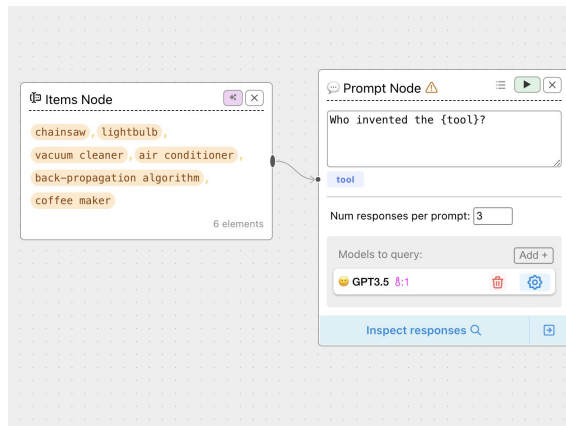 Items Node
chainsaw, lightbulb,
vacuum cleaner, air conditioner,
back-propagation algorithm,
coffee maker
6 elements
Prompt Node
Who invented the {tool}?
tool
Num responses per prompt: 3
Models to query: Add +
GPT3.5 :1
Inspect responses